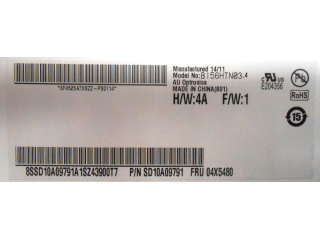 Manufactured 14/11
Model No:B156HTN03.4
AU Optronics
MADE IN CHINA(S01)
H/W:4A F/W:1
E204356
RoHS
15
8SSD10A09791A1SZ43900T7 P/N SD10A09791 FRU 04X5480